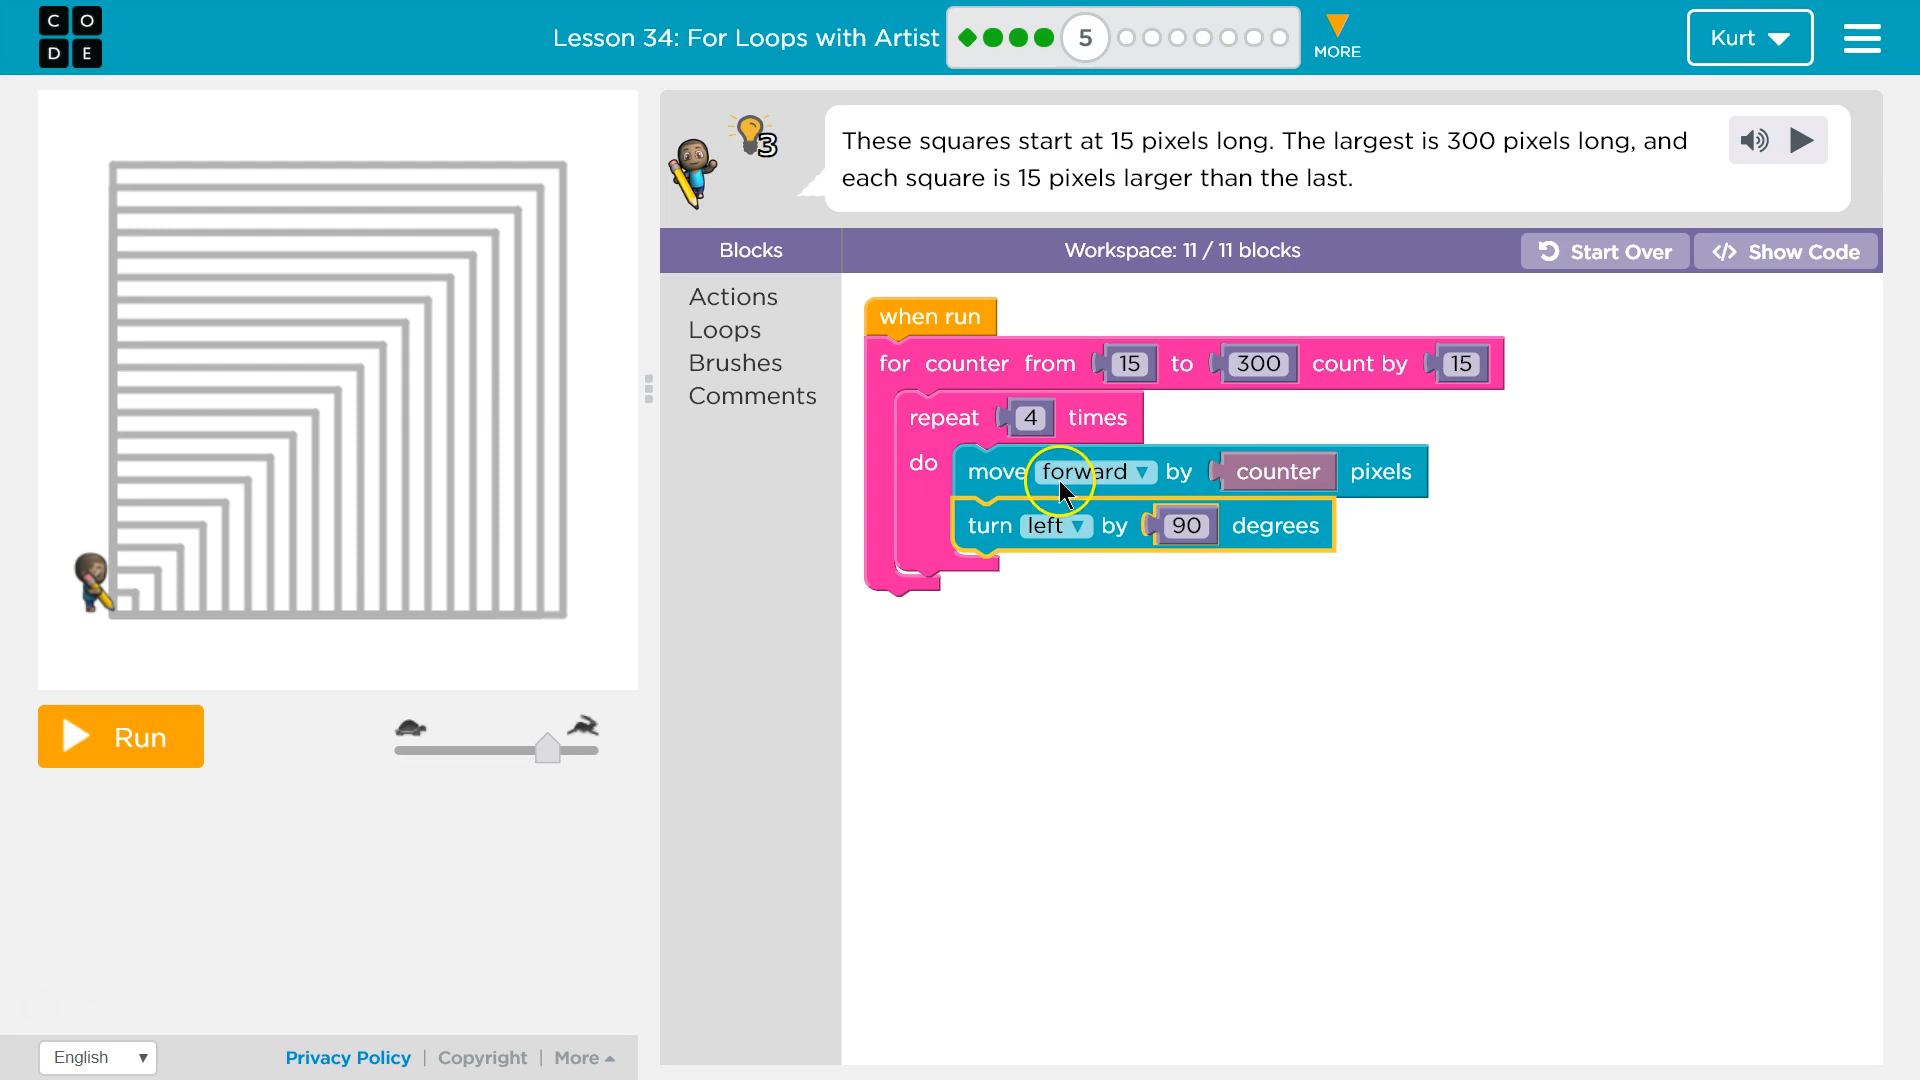 C O
D E
Lesson 34: For Loops with Artist
5
MORE
Kurt
3
These squares start at 15 pixels long. The largest is 300 pixels long, and
each square is 15 pixels larger than the last.
Blocks
Workspace: 11 / 11 blocks
Start Over
</> Show Code
Actions
Loops
Brushes
Comments
when run
for counter from 15 to 300 count by 15
repeat 4 times
do
move forward by counter pixels
turn left by 90 degrees
Run
English
Privacy Policy | Copyright | More